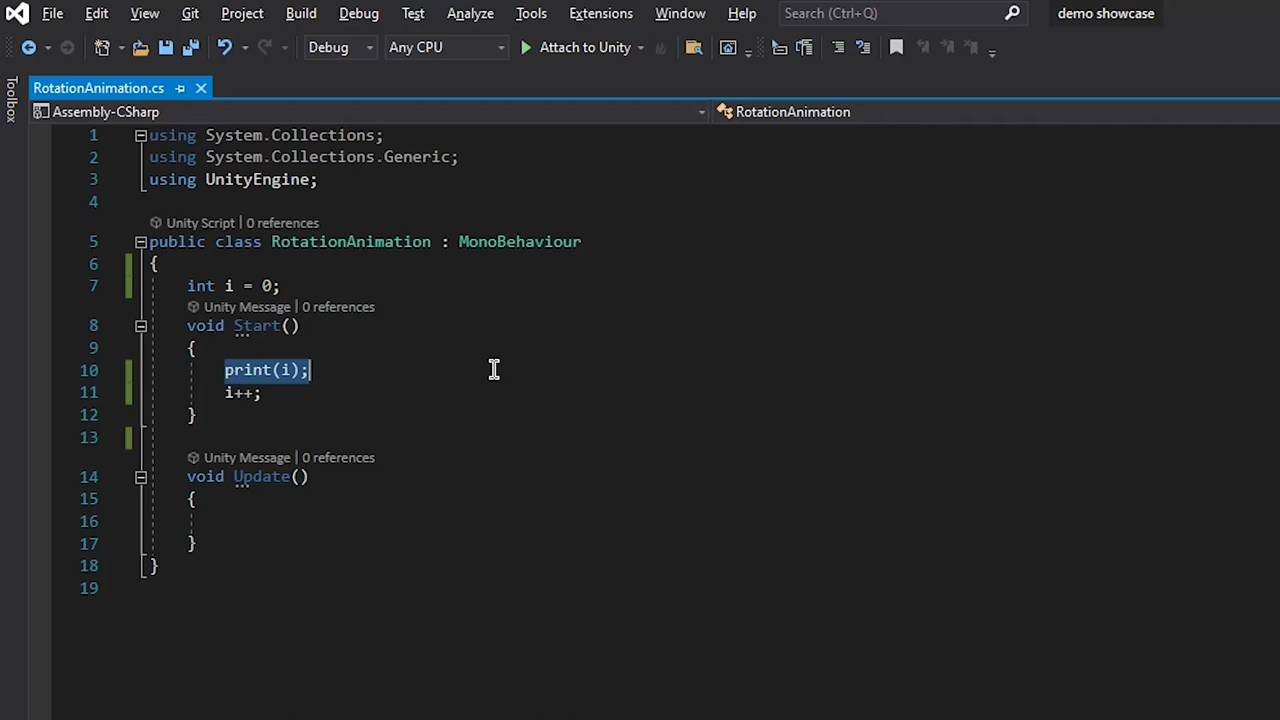 File Edit View Git Project Build Debug Test Analyze Tools Extensions Window Help Search (Ctrl+Q) demo showcase
Debug Any CPU Attach to Unity
Toolbox
RotationAnimation.cs
Assembly-CSharp RotationAnimation
1 using System.Collections;
2 using System.Collections.Generic;
3 using UnityEngine;
4
Unity Script | 0 references
5 public class RotationAnimation : MonoBehaviour
6 {
7 int i = 0;
Unity Message | 0 references
8 void Start()
9 {
10 print(i);
11 i++;
12 }
13
Unity Message | 0 references
14 void Update()
15 {
16
17 }
18 }
19